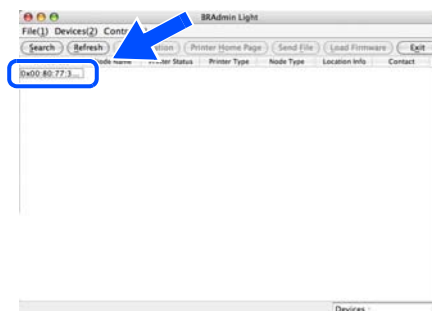 BRAdmin Light
File(1) Devices(2) Contr
Search Refresh ation Printer Home Page Send File Load Firmware Exit
Node Name Printer Status Printer Type Node Type Location Info Contact
0x00:80:77:3...
Devices :